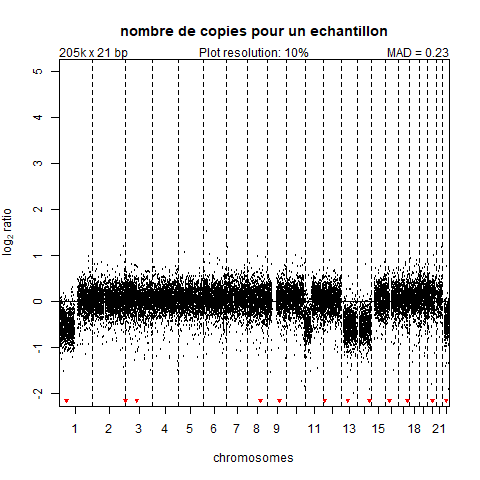 nombre de copies pour un echantillon
205k x 21 bp Plot resolution: 10% MAD = 0.23
5
4
3
2
1
0
-1
-2
log2 ratio
1 2 3 4 5 6 7 8 9 10 11 13 15 18 21
chromosomes